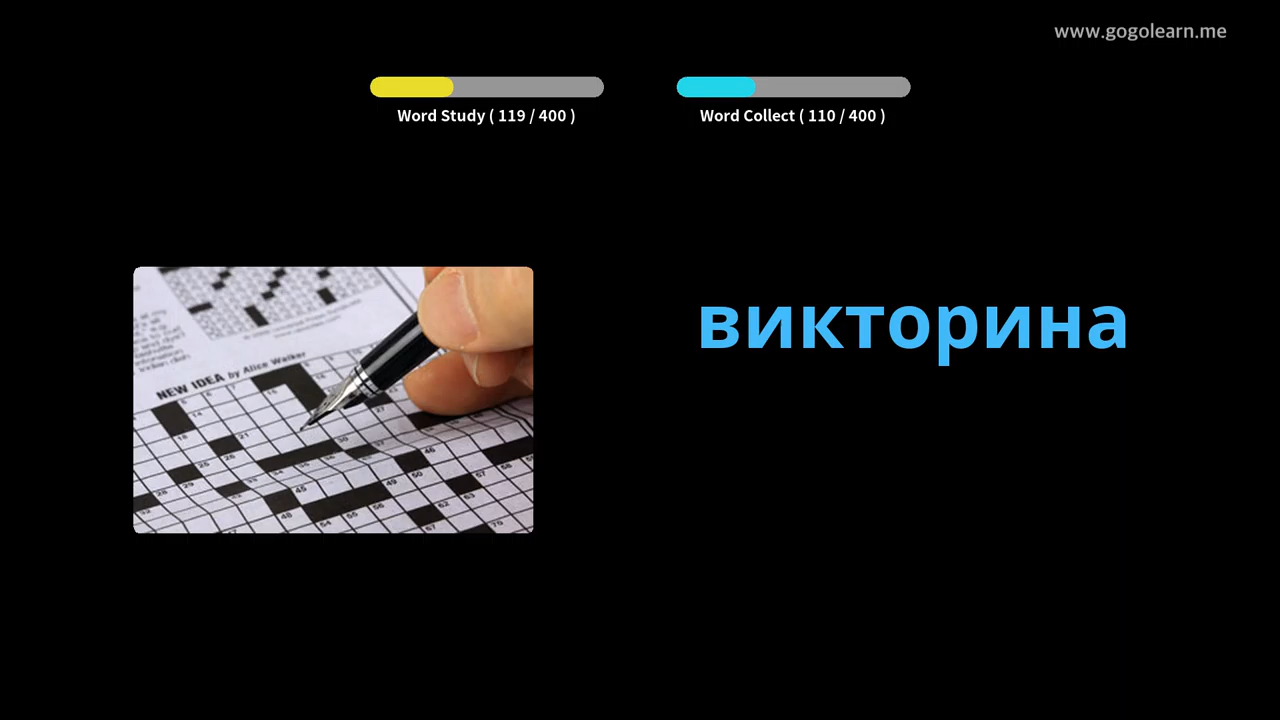 www.gogolearn.me
Word Study ( 119 / 400 )
Word Collect ( 110 / 400 )
викторина
NEW IDEA by Alice Walker